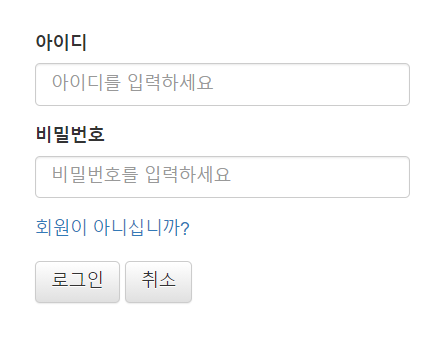 아이디
아이디를 입력하세요
비밀번호
비밀번호를 입력하세요
회원이 아니십니까?
로그인 취소